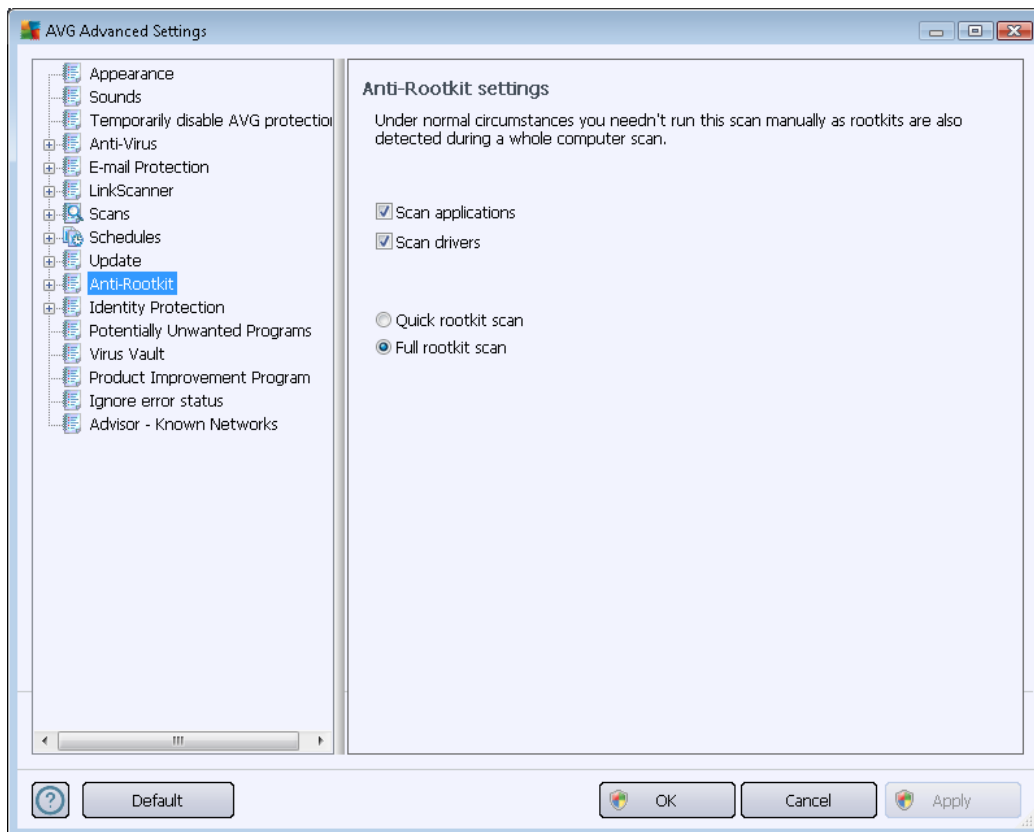 AVG Advanced Settings
Appearance
Sounds
Temporarily disable AVG protection
Anti-Virus
E-mail Protection
LinkScanner
Scans
Schedules
Update
Anti-Rootkit
Identity Protection
Potentially Unwanted Programs
Virus Vault
Product Improvement Program
Ignore error status
Advisor - Known Networks
Anti-Rootkit settings
Under normal circumstances you needn't run this scan manually as rootkits are also
detected during a whole computer scan.
Scan applications
Scan drivers
Quick rootkit scan
Full rootkit scan
?
Default
OK
Cancel
Apply